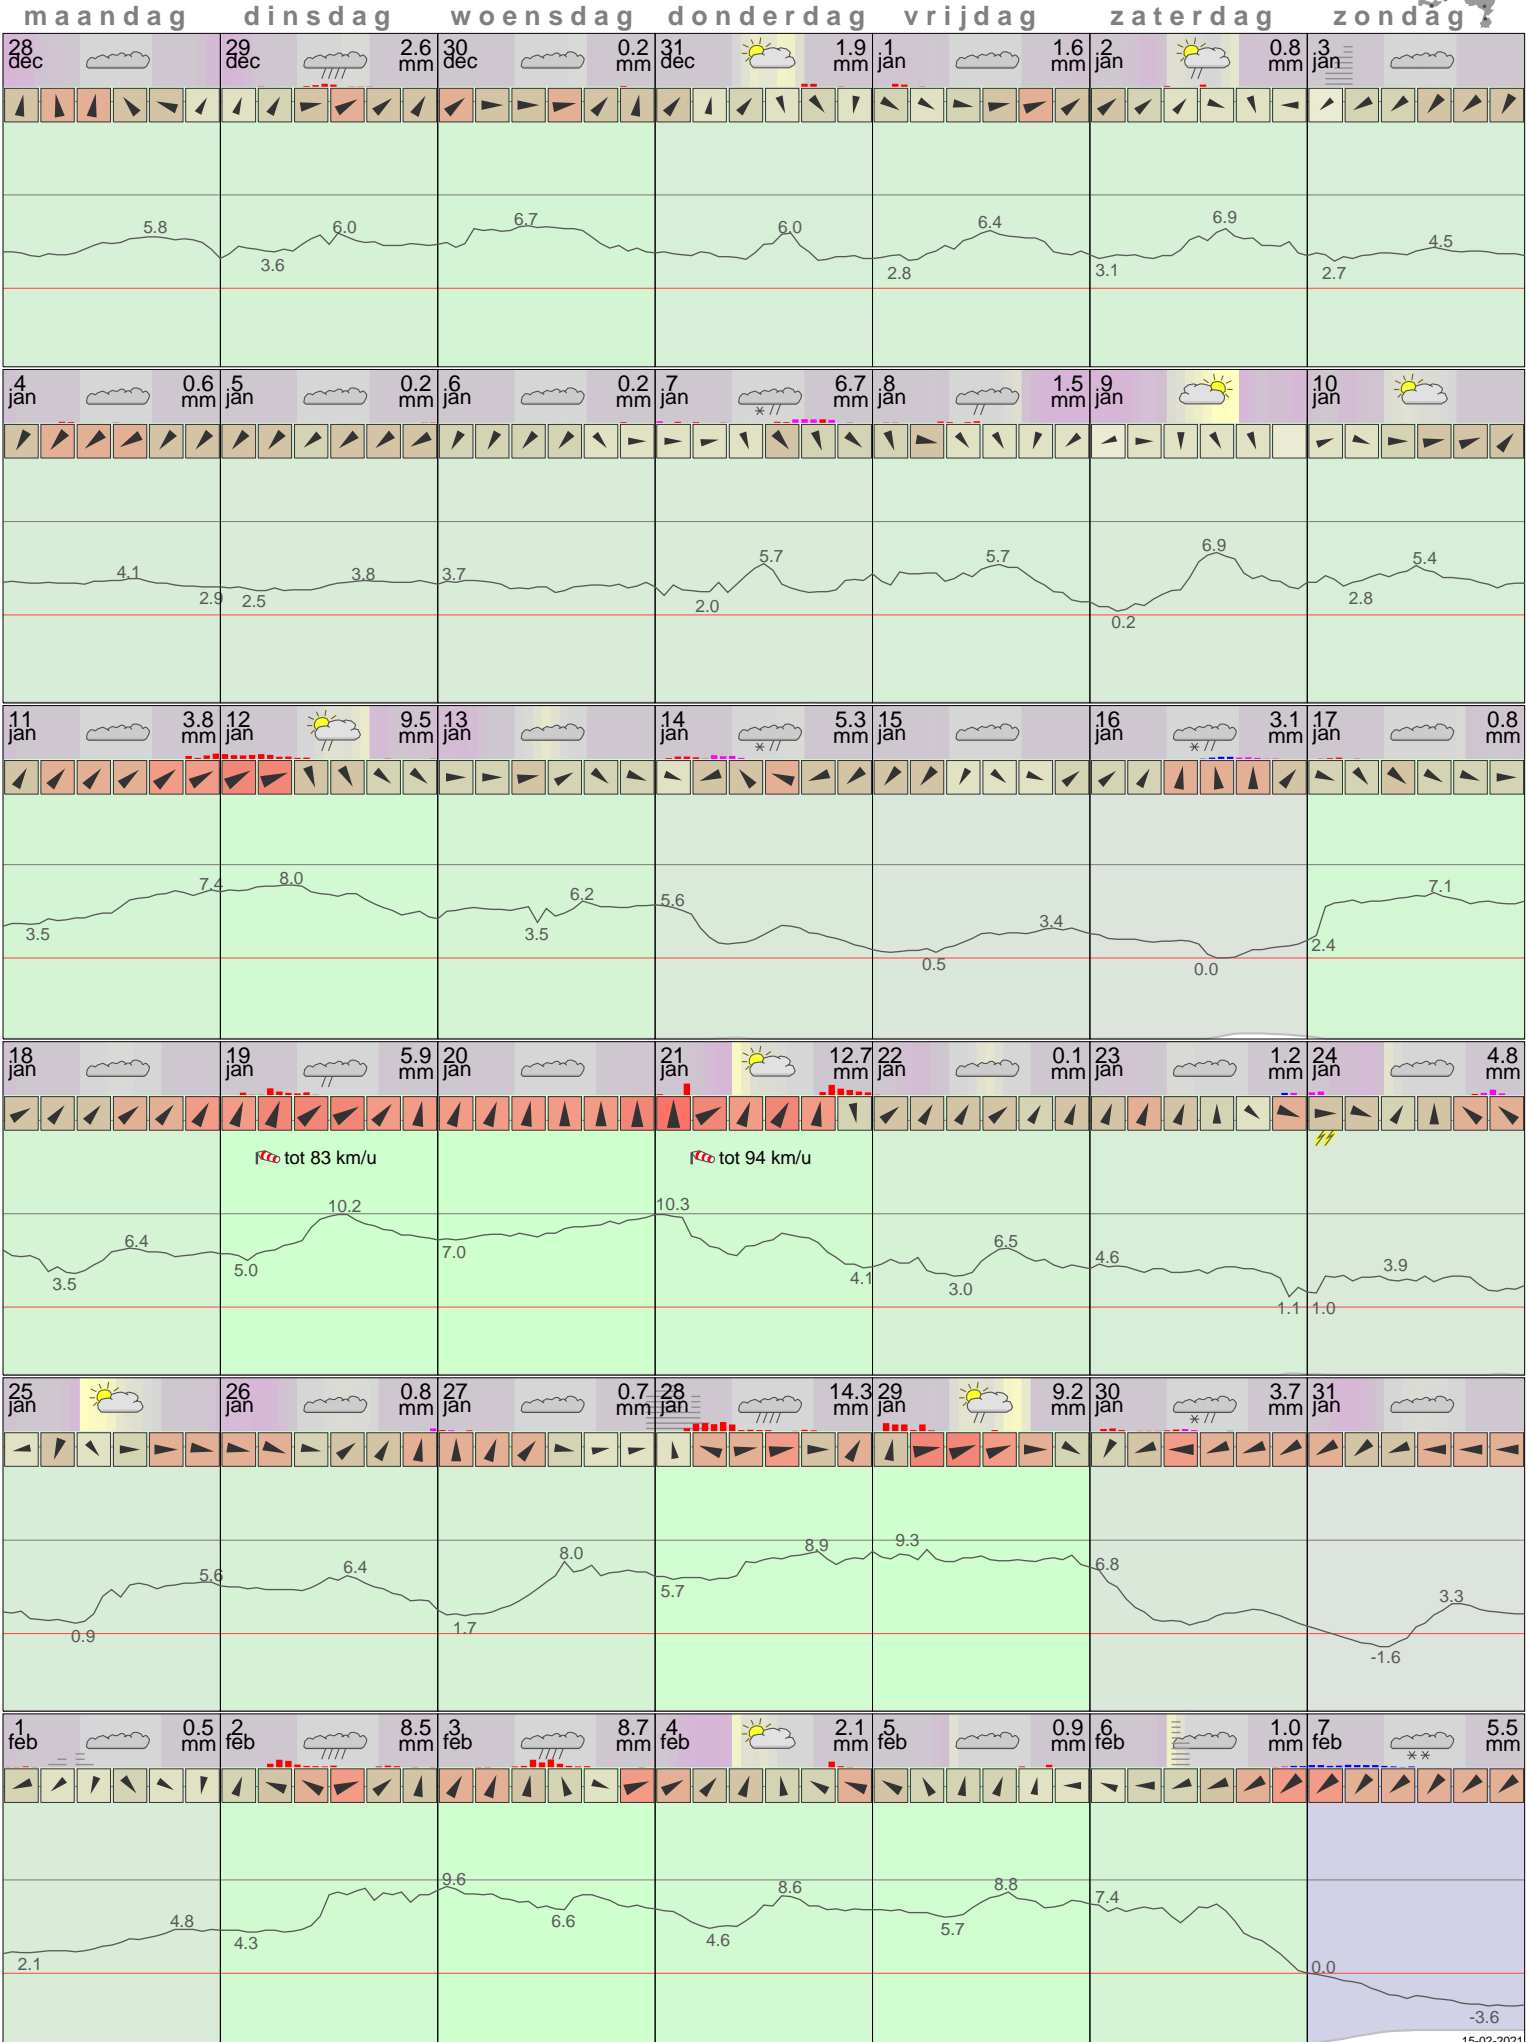 maandag dinsdag woensdag donderdag vrijdag zaterdag zondag
28 dec 29 dec 2.6 mm 30 dec 0.2 mm 31 dec 1.9 mm 1 jan 1.6 mm 2 jan 0.8 mm 3 jan
5.8 3.6 6.0 6.7 6.0 2.8 6.4 3.1 6.9 2.7 4.5
4 jan 0.6 mm 5 jan 0.2 mm 6 jan 0.2 mm 7 jan 6.7 mm 8 jan 1.5 mm 9 jan 10 jan
4.1 2.9 2.5 3.8 3.7 2.0 5.7 5.7 0.2 6.9 2.8 5.4
11 jan 3.8 mm 12 jan 9.5 mm 13 jan 14 jan 5.3 mm 15 jan 16 jan 3.1 mm 17 jan 0.8 mm
3.5 7.4 8.0 3.5 6.2 5.6 0.5 3.4 0.0 2.4 7.1
18 jan 19 jan 5.9 mm 20 jan 21 jan 12.7 mm 22 jan 0.1 mm 23 jan 1.2 mm 24 jan 4.8 mm
tot 83 km/u tot 94 km/u
3.5 6.4 5.0 10.2 7.0 10.3 4.1 3.0 6.5 4.6 1.1 1.0 3.9
25 jan 26 jan 0.8 mm 27 jan 0.7 mm 28 jan 14.3 mm 29 jan 9.2 mm 30 jan 3.7 mm 31 jan
0.9 5.6 6.4 1.7 8.0 5.7 8.9 9.3 6.8 -1.6 3.3
1 feb 0.5 mm 2 feb 8.5 mm 3 feb 8.7 mm 4 feb 2.1 mm 5 feb 0.9 mm 6 feb 1.0 mm 7 feb 5.5 mm
2.1 4.8 4.3 9.6 6.6 4.6 8.6 5.7 8.8 7.4 0.0 -3.6
15-02-2021